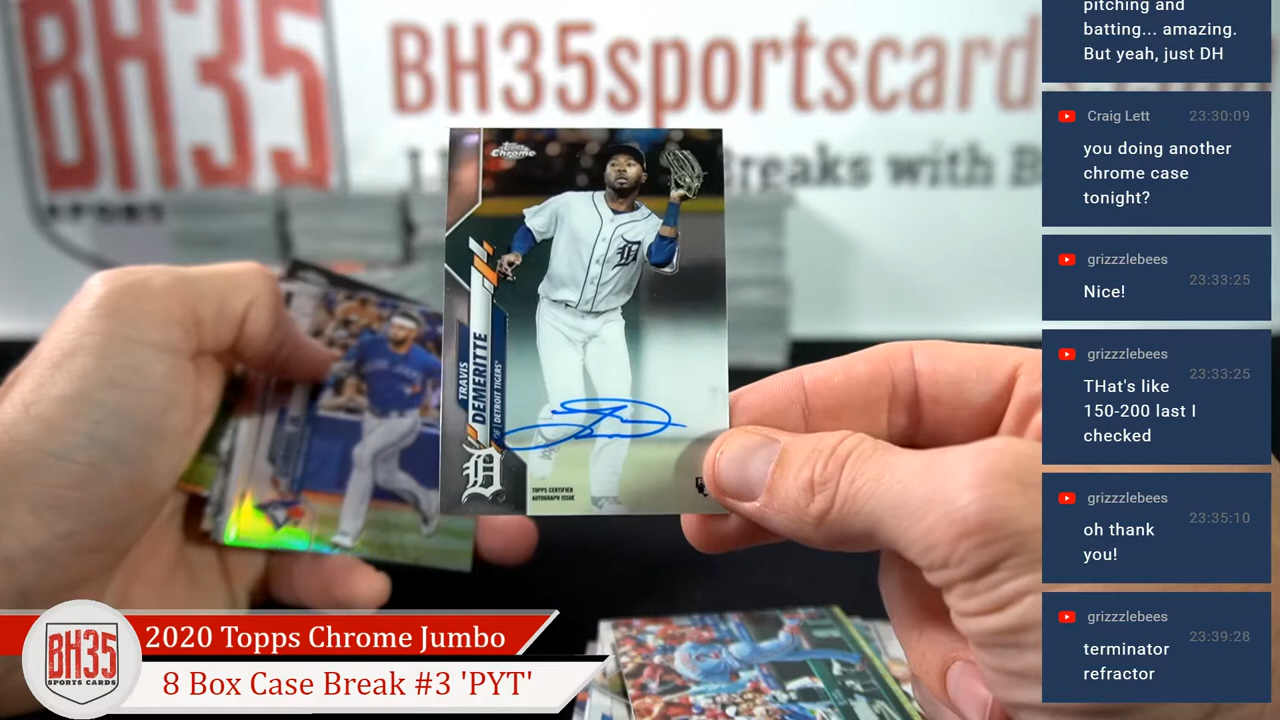 BH35
SPORT
BH35sportscard
Breaks with B
Topps
Chrome
TRAVIS
DEMERITTE
OF | DETROIT TIGERS
TOPPS CERTIFIED
AUTOGRAPH ISSUE
pitching and
batting... amazing.
But yeah, just DH
Craig Lett 23:30:09
you doing another
chrome case
tonight?
grizzzlebees
23:33:25
Nice!
grizzzlebees
23:33:25
THat's like
150-200 last I
checked
grizzzlebees
23:35:10
oh thank
you!
grizzzlebees
23:39:28
terminator
refractor
BH35
SPORTS CARDS
2020 Topps Chrome Jumbo
8 Box Case Break #3 'PYT'